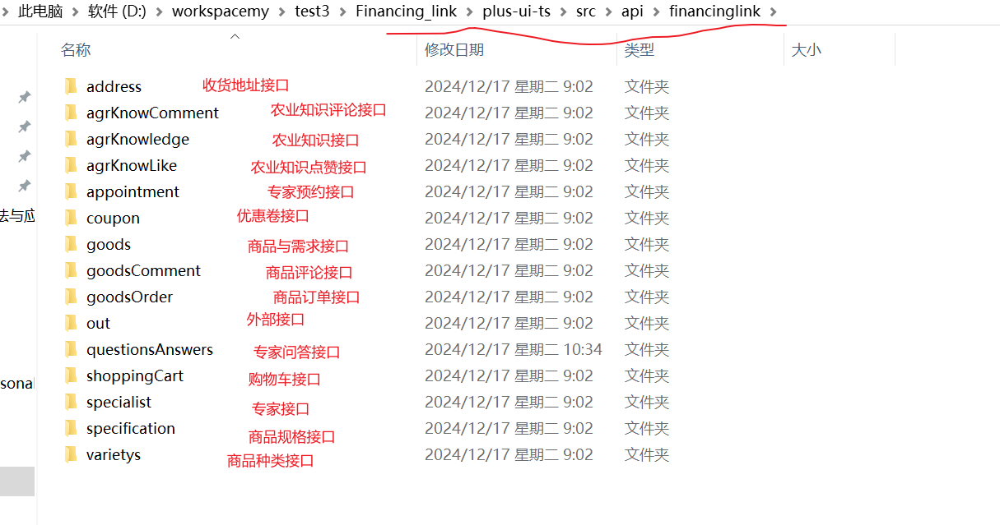 此电脑 > 软件 (D:) > workspacemy > test3 > Financing_link > plus-ui-ts > src > api > financinglink >
名称 修改日期 类型 大小
address 收货地址接口 2024/12/17 星期二 9:02 文件夹
agrKnowComment 农业知识评论接口 2024/12/17 星期二 9:02 文件夹
agrKnowledge 农业知识接口 2024/12/17 星期二 9:02 文件夹
agrKnowLike 农业知识点赞接口 2024/12/17 星期二 9:02 文件夹
appointment 专家预约接口 2024/12/17 星期二 9:02 文件夹
法与应
coupon 优惠卷接口 2024/12/17 星期二 9:02 文件夹
goods 商品与需求接口 2024/12/17 星期二 9:02 文件夹
goodsComment 商品评论接口 2024/12/17 星期二 9:02 文件夹
goodsOrder 商品订单接口 2024/12/17 星期二 9:02 文件夹
out 外部接口 2024/12/17 星期二 9:02 文件夹
questionsAnswers 专家问答接口 2024/12/17 星期二 10:34 文件夹
shoppingCart 购物车接口 2024/12/17 星期二 9:02 文件夹
sonal
specialist 专家接口 2024/12/17 星期二 9:02 文件夹
specification 商品规格接口 2024/12/17 星期二 9:02 文件夹
varietys 商品种类接口 2024/12/17 星期二 9:02 文件夹